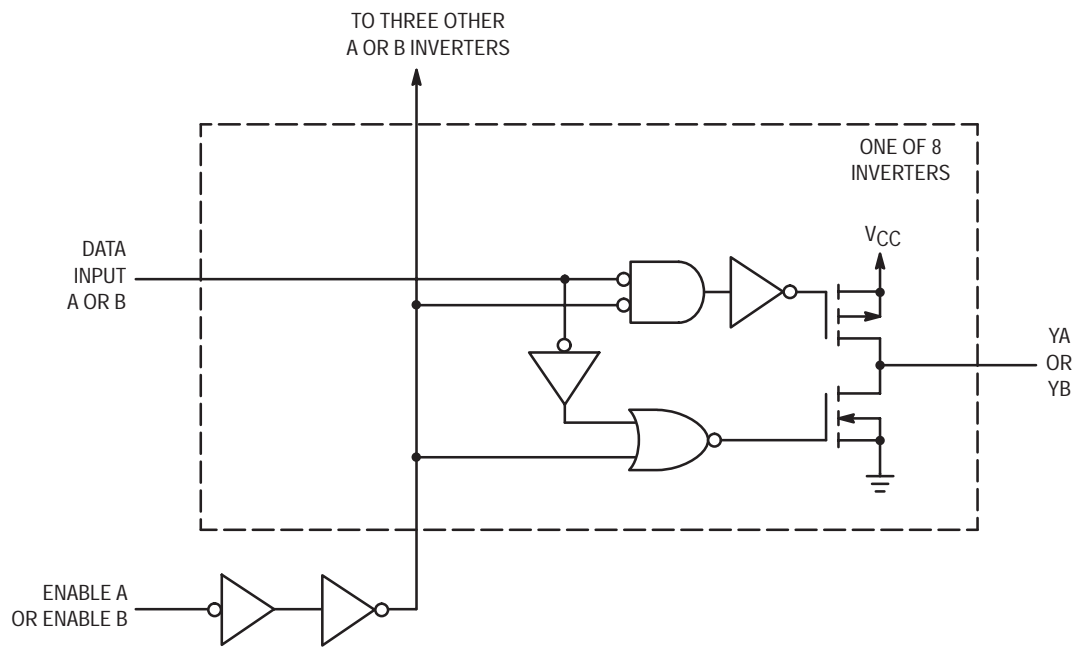 TO THREE OTHER
A OR B INVERTERS
ONE OF 8
INVERTERS
VCC
DATA
INPUT
A OR B
YA
OR
YB
ENABLE A
OR ENABLE B